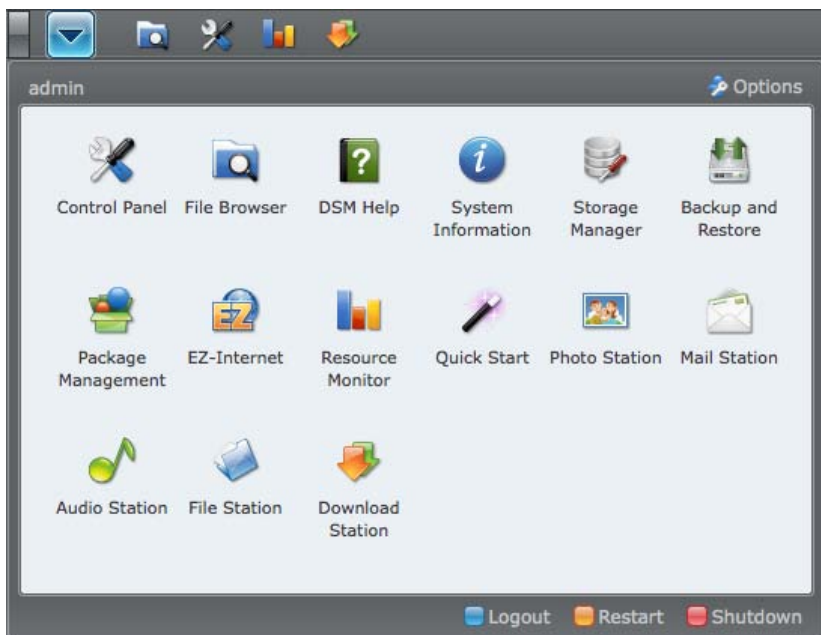 admin
Options
Control Panel
File Browser
DSM Help
System
Information
Storage
Manager
Backup and
Restore
EZ
Package
Management
EZ-Internet
Resource
Monitor
Quick Start
Photo Station
Mail Station
Audio Station
File Station
Download
Station
Logout
Restart
Shutdown